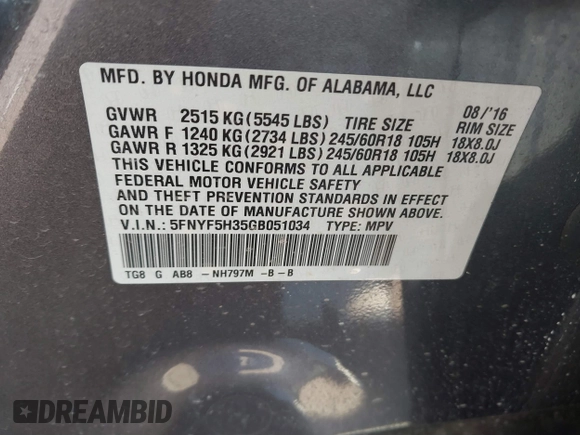 MFD. BY HONDA MFG. OF ALABAMA, LLC
GVWR 2515 KG (5545 LBS) TIRE SIZE 08/'16 RIM SIZE
GAWR F 1240 KG (2734 LBS) 245/60R18 105H 18X8.0J
GAWR R 1325 KG (2921 LBS) 245/60R18 105H 18X8.0J
THIS VEHICLE CONFORMS TO ALL APPLICABLE
FEDERAL MOTOR VEHICLE SAFETY
AND THEFT PREVENTION STANDARDS IN EFFECT
ON THE DATE OF MANUFACTURE SHOWN ABOVE.
V.I.N.: 5FNYF5H35GB051034 TYPE: MPV
TG8 G AB8 - NH797M -B - B
DREAMBID